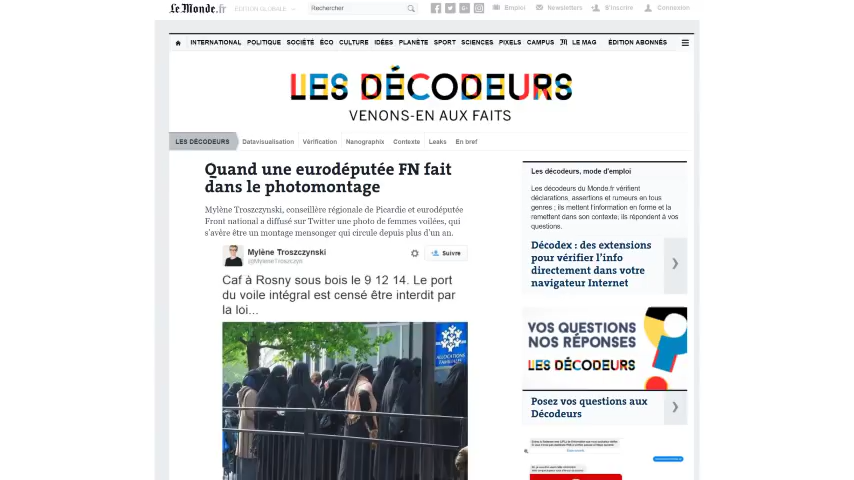 Le Monde.fr
ÉDITION GLOBALE
Rechercher
Emploi
Newsletters
S'inscrire
Connexion
INTERNATIONAL POLITIQUE SOCIÉTÉ ÉCO CULTURE IDÉES PLANÈTE SPORT SCIENCES PIXELS CAMPUS M LE MAG ÉDITION ABONNÉS
LES DÉCODEURS
VENONS-EN AUX FAITS
LES DÉCODEURS Datavisualisation Vérification Nanographix Contexte Leaks En bref
Quand une eurodéputée FN fait
dans le photomontage
Mylène Troszczynski, conseillère régionale de Picardie et eurodéputée
Front national a diffusé sur Twitter une photo de femmes voilées, qui
s'avère être un montage mensonger qui circule depuis plus d'un an.
Mylène Troszczynski
@MyleneTroszczyn
Suivre
Caf à Rosny sous bois le 9 12 14. Le port
du voile intégral est censé être interdit par
la loi...
ALLOCATIONS
FAMILIALES
Les décodeurs, mode d'emploi
Les décodeurs du Monde.fr vérifient
déclarations, assertions et rumeurs en tous
genres ; ils mettent l'information en forme et la
remettent dans son contexte; ils répondent à vos
questions.
Décodex : des extensions
pour vérifier l'info
directement dans votre
navigateur Internet
VOS QUESTIONS
NOS RÉPONSES
LES DÉCODEURS
Posez vos questions aux
Décodeurs